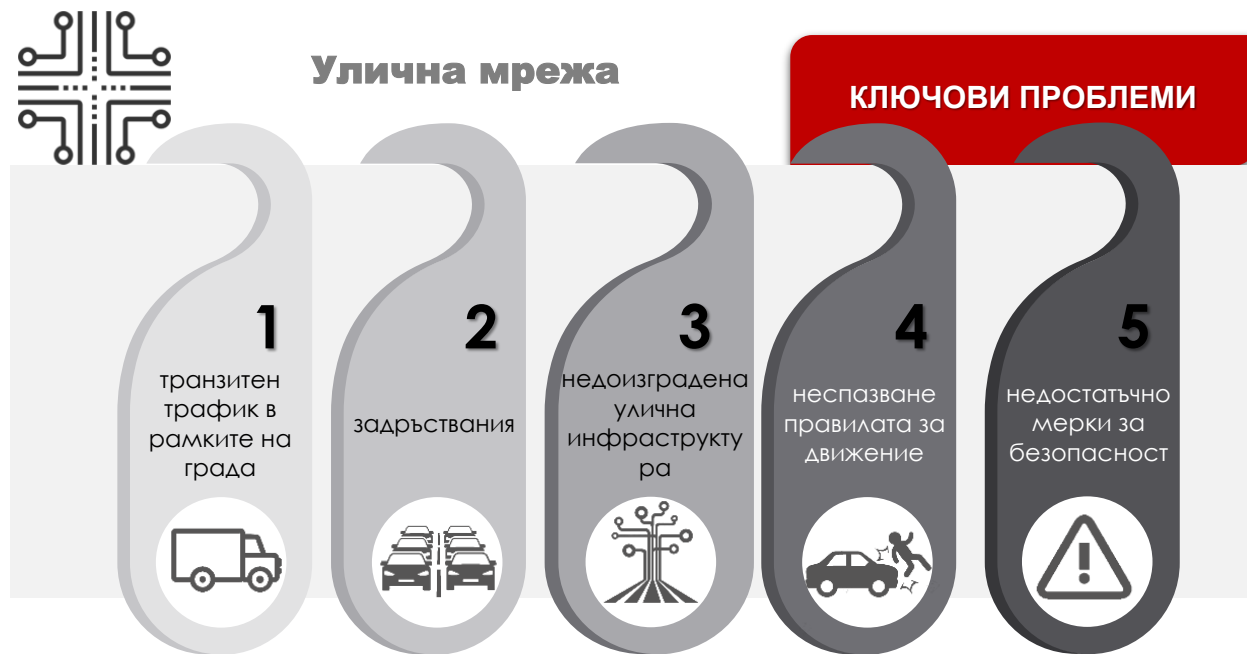 Улична мрежа
КЛЮЧОВИ ПРОБЛЕМИ
1
транзитен
трафик в
рамките на
града
2
задръствания
3
недоизградена
улична
инфраструкту
ра
4
неспазване
правилата за
движение
5
недостатъчно
мерки за
безопасност